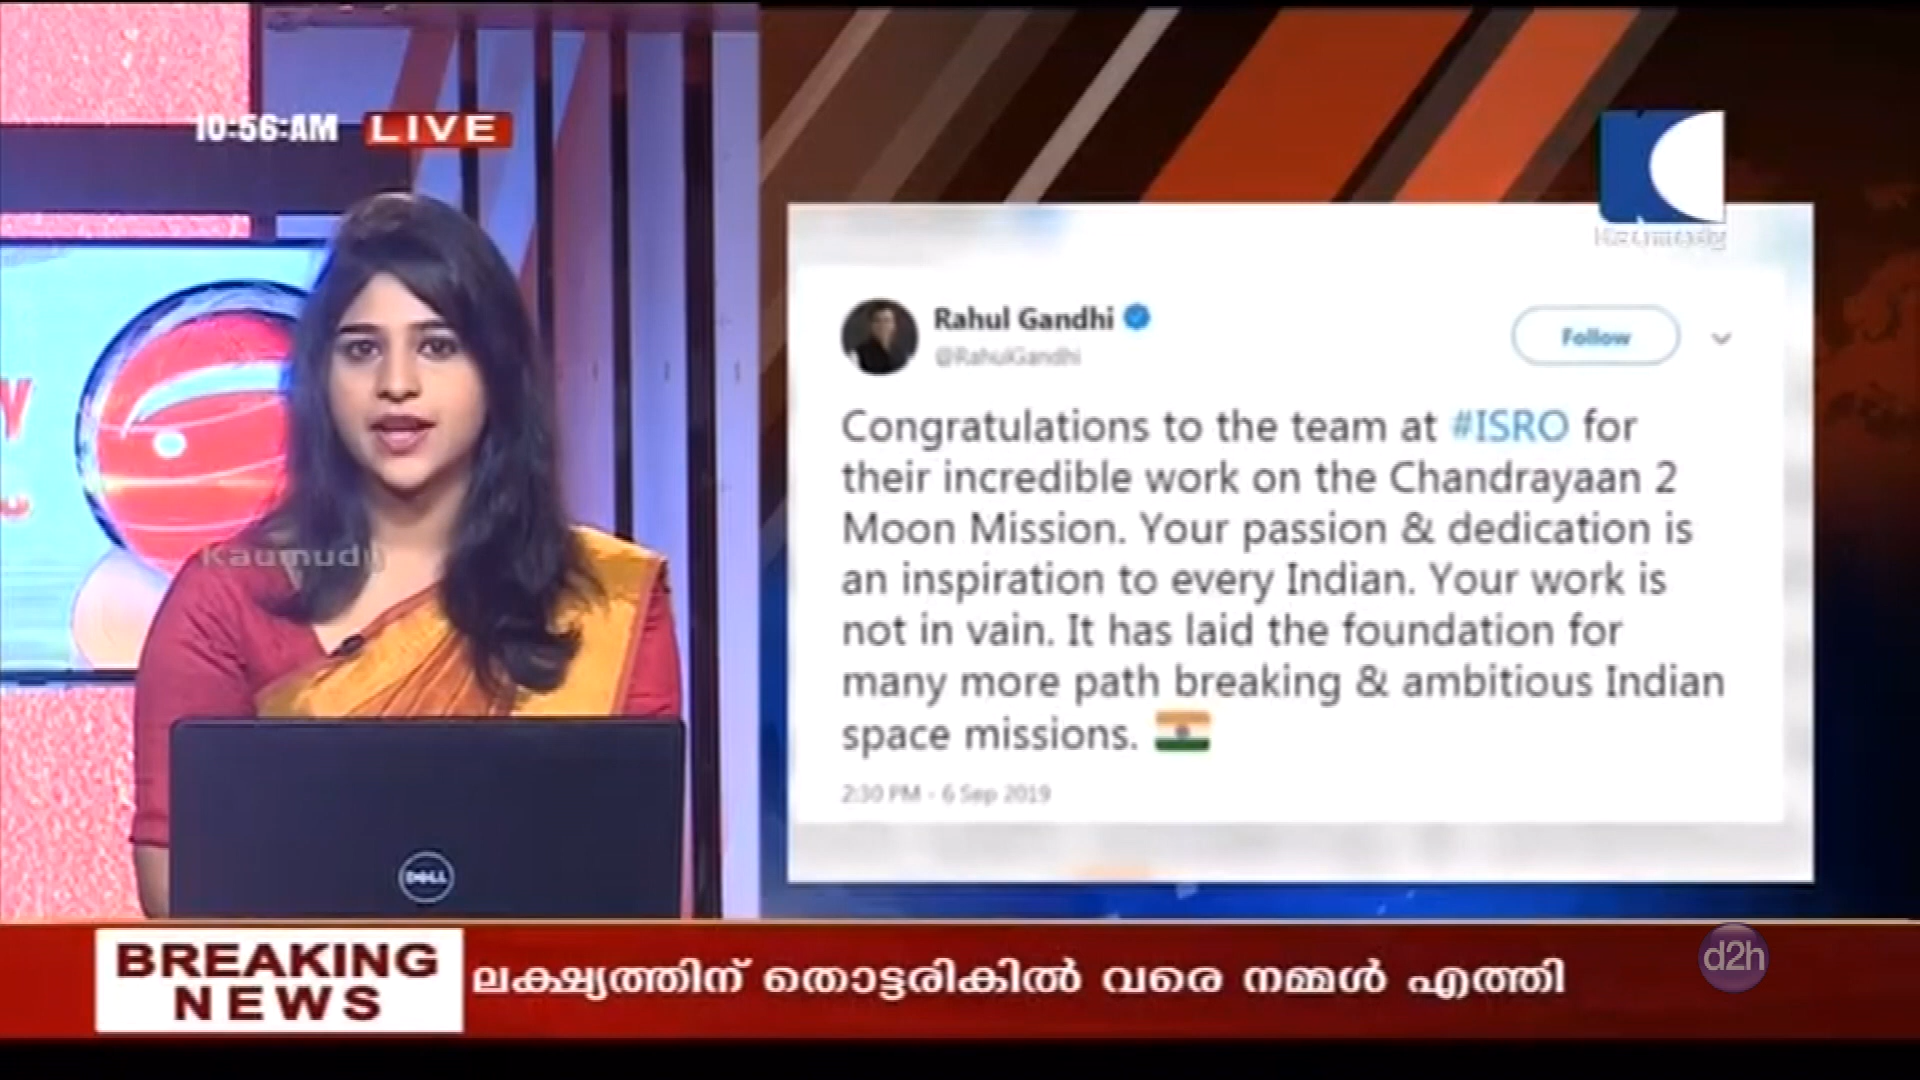 10:56:AM LIVE
Kaumudy
Rahul Gandhi
@RahulGandhi
Follow
Congratulations to the team at #ISRO for
their incredible work on the Chandrayaan 2
Moon Mission. Your passion & dedication is
an inspiration to every Indian. Your work is
not in vain. It has laid the foundation for
many more path breaking & ambitious Indian
space missions.
2:30 PM - 6 Sep 2019
Kaumudi
DELL
BREAKING
NEWS
ലക്ഷ്യത്തിന് തൊട്ടരികിൽ വരെ നമ്മൾ എത്തി
d2h